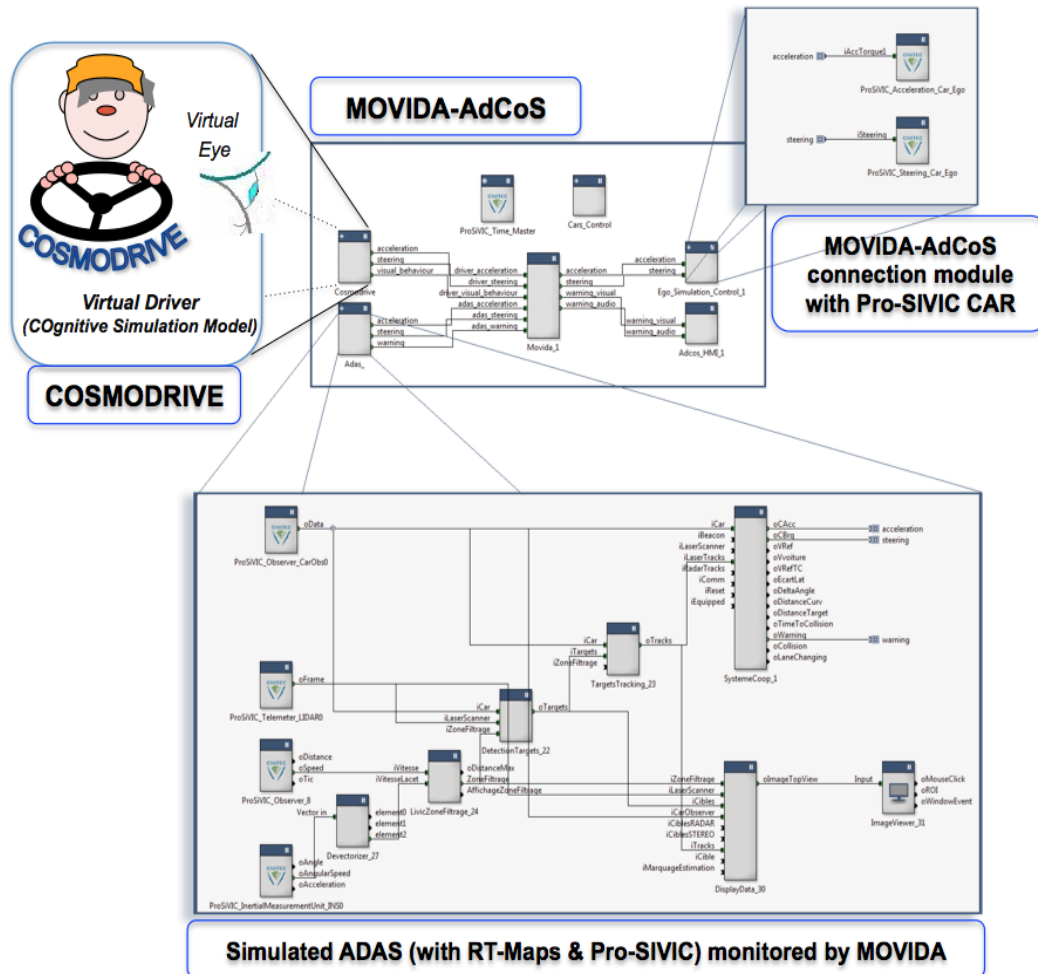 Virtual
Eye
COSMODRIVE
Virtual Driver
(COgnitive Simulation Model)
COSMODRIVE
MOVIDA-AdCoS
ProSiVIC_Time_Master
Cars_Control
acceleration
steering
visual_behaviour
Cosmodrive
acceleration
steering
warning
Adas_
driver_acceleration
driver_steering
driver_visual_behaviour
adas_acceleration
adas_steering
adas_warning
acceleration
steering
warning_visual
warning_audio
Movida_1
acceleration
steering
Ego_Simulation_Control_1
warning_visual
warning_audio
Adcos_HMI_1
acceleration
iAccTorque1
ProSiVIC_Acceleration_Car_Ego
steering
iSteering
ProSiVIC_Steering_Car_Ego
MOVIDA-AdCoS
connection module
with Pro-SIVIC CAR
oData
ProSiVIC_Observer_CarObs0
oFrame
ProSiVIC_Telemeter_LIDAR0
oDistance
oSpeed
oTic
ProSiVIC_Observer_8
oAngle
oAngularSpeed
oAcceleration
ProSiVIC_InertialMeasurementUnit_INS0
Vector in
element0
element1
element2
Devectorizer_27
iVitesse
iVitesseLacet
oDistanceMax
ZoneFiltrage
AffichageZoneFiltrage
LivicZoneFiltrage_24
iCar
iLaserScanner
iZoneFiltrage
oTargets
DetectionTargets_22
iCar
iTargets
iZoneFiltrage
oTracks
TargetsTracking_23
iCar
iBeacon
iLaserScanner
iLaserTracks
iRadarTracks
iComm
iReset
iEquipped
oCAcc
oCBrq
oVRef
oVvoiture
oVRefTC
oEcartLat
oDeltaAngle
oDistanceCurv
oDistanceTarget
oTimeToCollision
oWarning
oCollision
oLaneChanging
SystemeCoop_1
acceleration
steering
warning
iZoneFiltrage
iLaserScanner
iCibles
iCarObserver
iCiblesRADAR
iCiblesSTEREO
iTracks
iCible
iMarquageEstimation
oImageTopView
DisplayData_30
Input
oMouseClick
oROI
oWindowEvent
ImageViewer_31
Simulated ADAS (with RT-Maps & Pro-SIVIC) monitored by MOVIDA